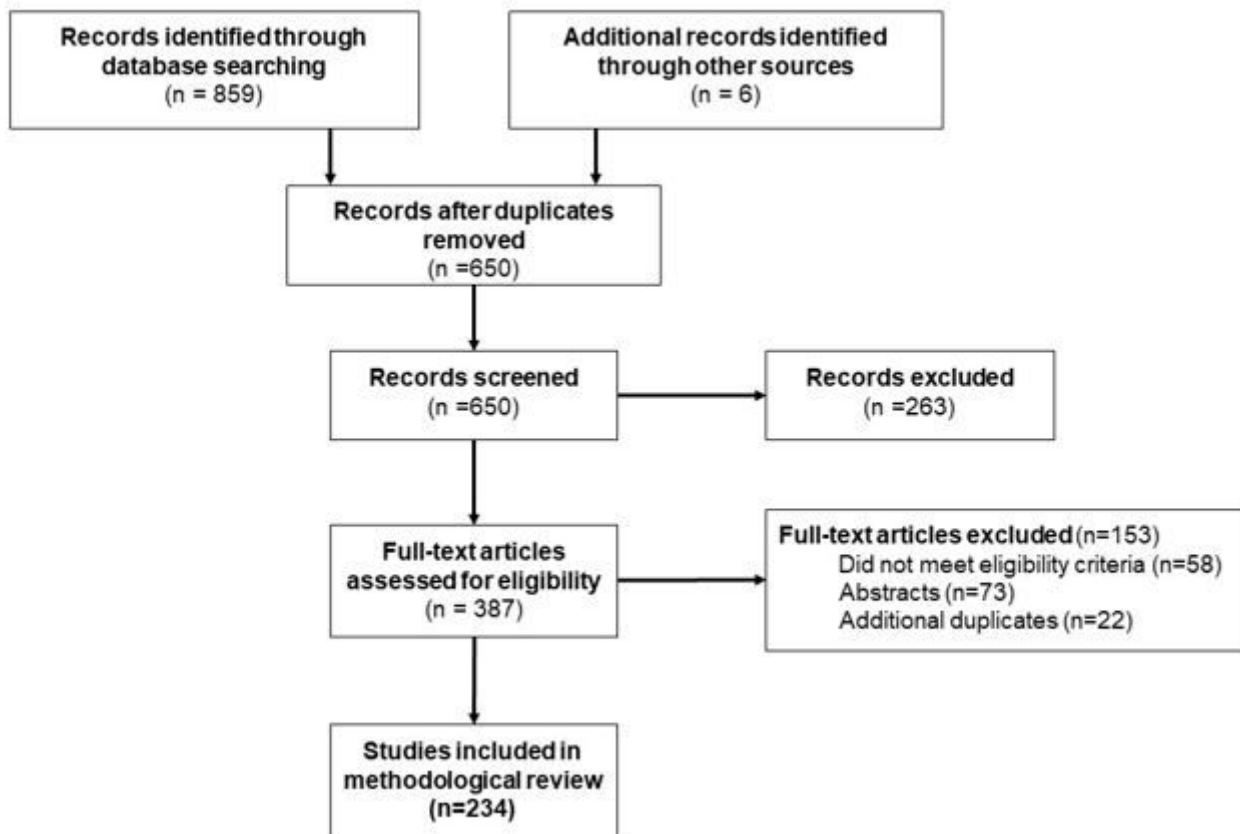 Records identified through
database searching
(n = 859)
Additional records identified
through other sources
(n = 6)
Records after duplicates
removed
(n =650)
Records screened
(n =650)
Records excluded
(n =263)
Full-text articles
assessed for eligibility
(n = 387)
Full-text articles excluded (n=153)
Did not meet eligibility criteria (n=58)
Abstracts (n=73)
Additional duplicates (n=22)
Studies included in
methodological review
(n=234)